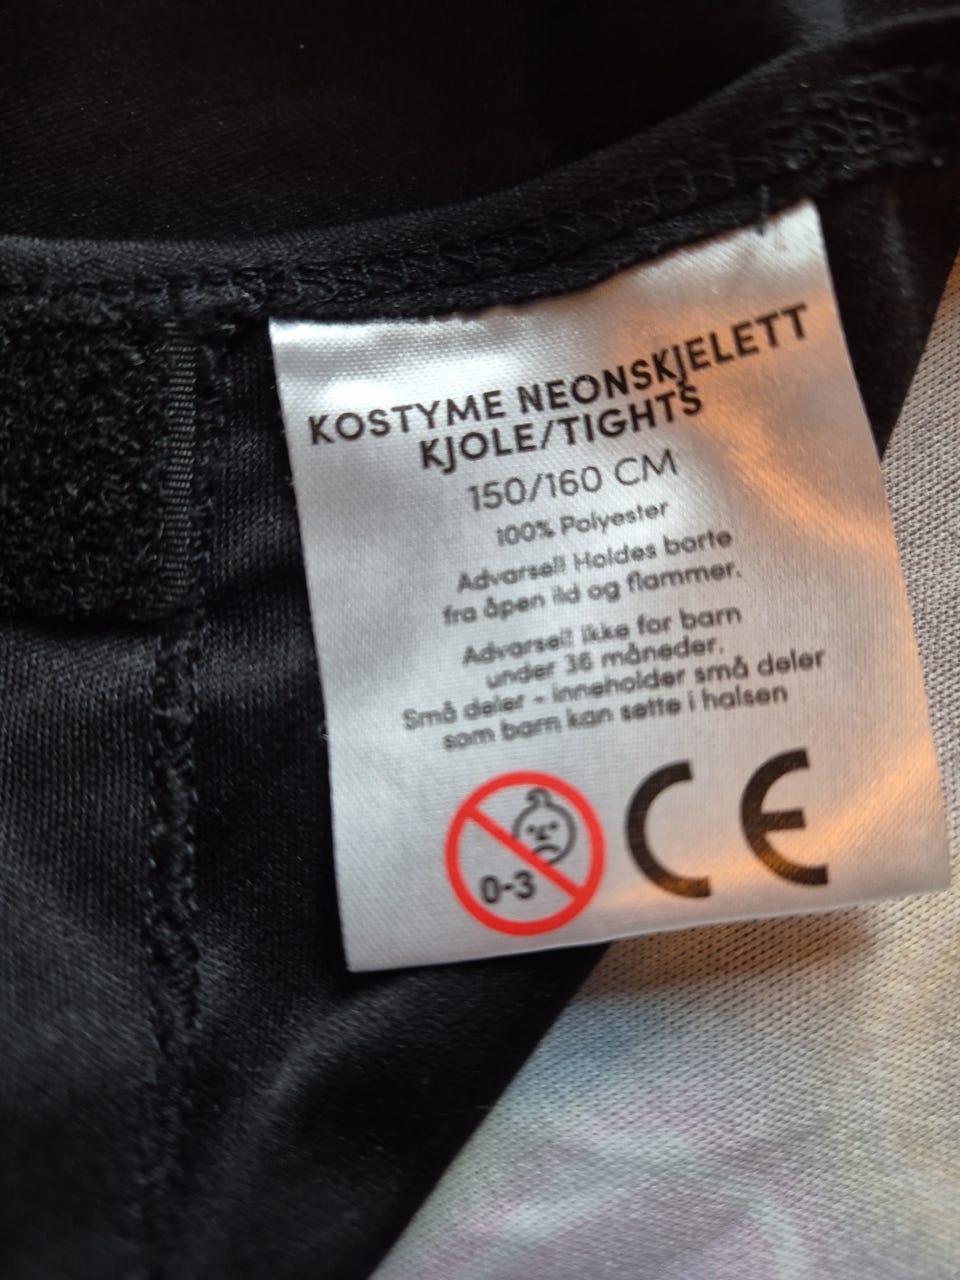 KOSTYME NEONSKJELETT
KJOLE/TIGHTS
150/160 CM
100% Polyester
Advarsel! Holdes borte
fra åpen ild og flammer.
Advarsel! Ikke for barn
under 36 måneder.
Små deler - inneholder små deler
som barn kan sette i halsen
0-3
CE